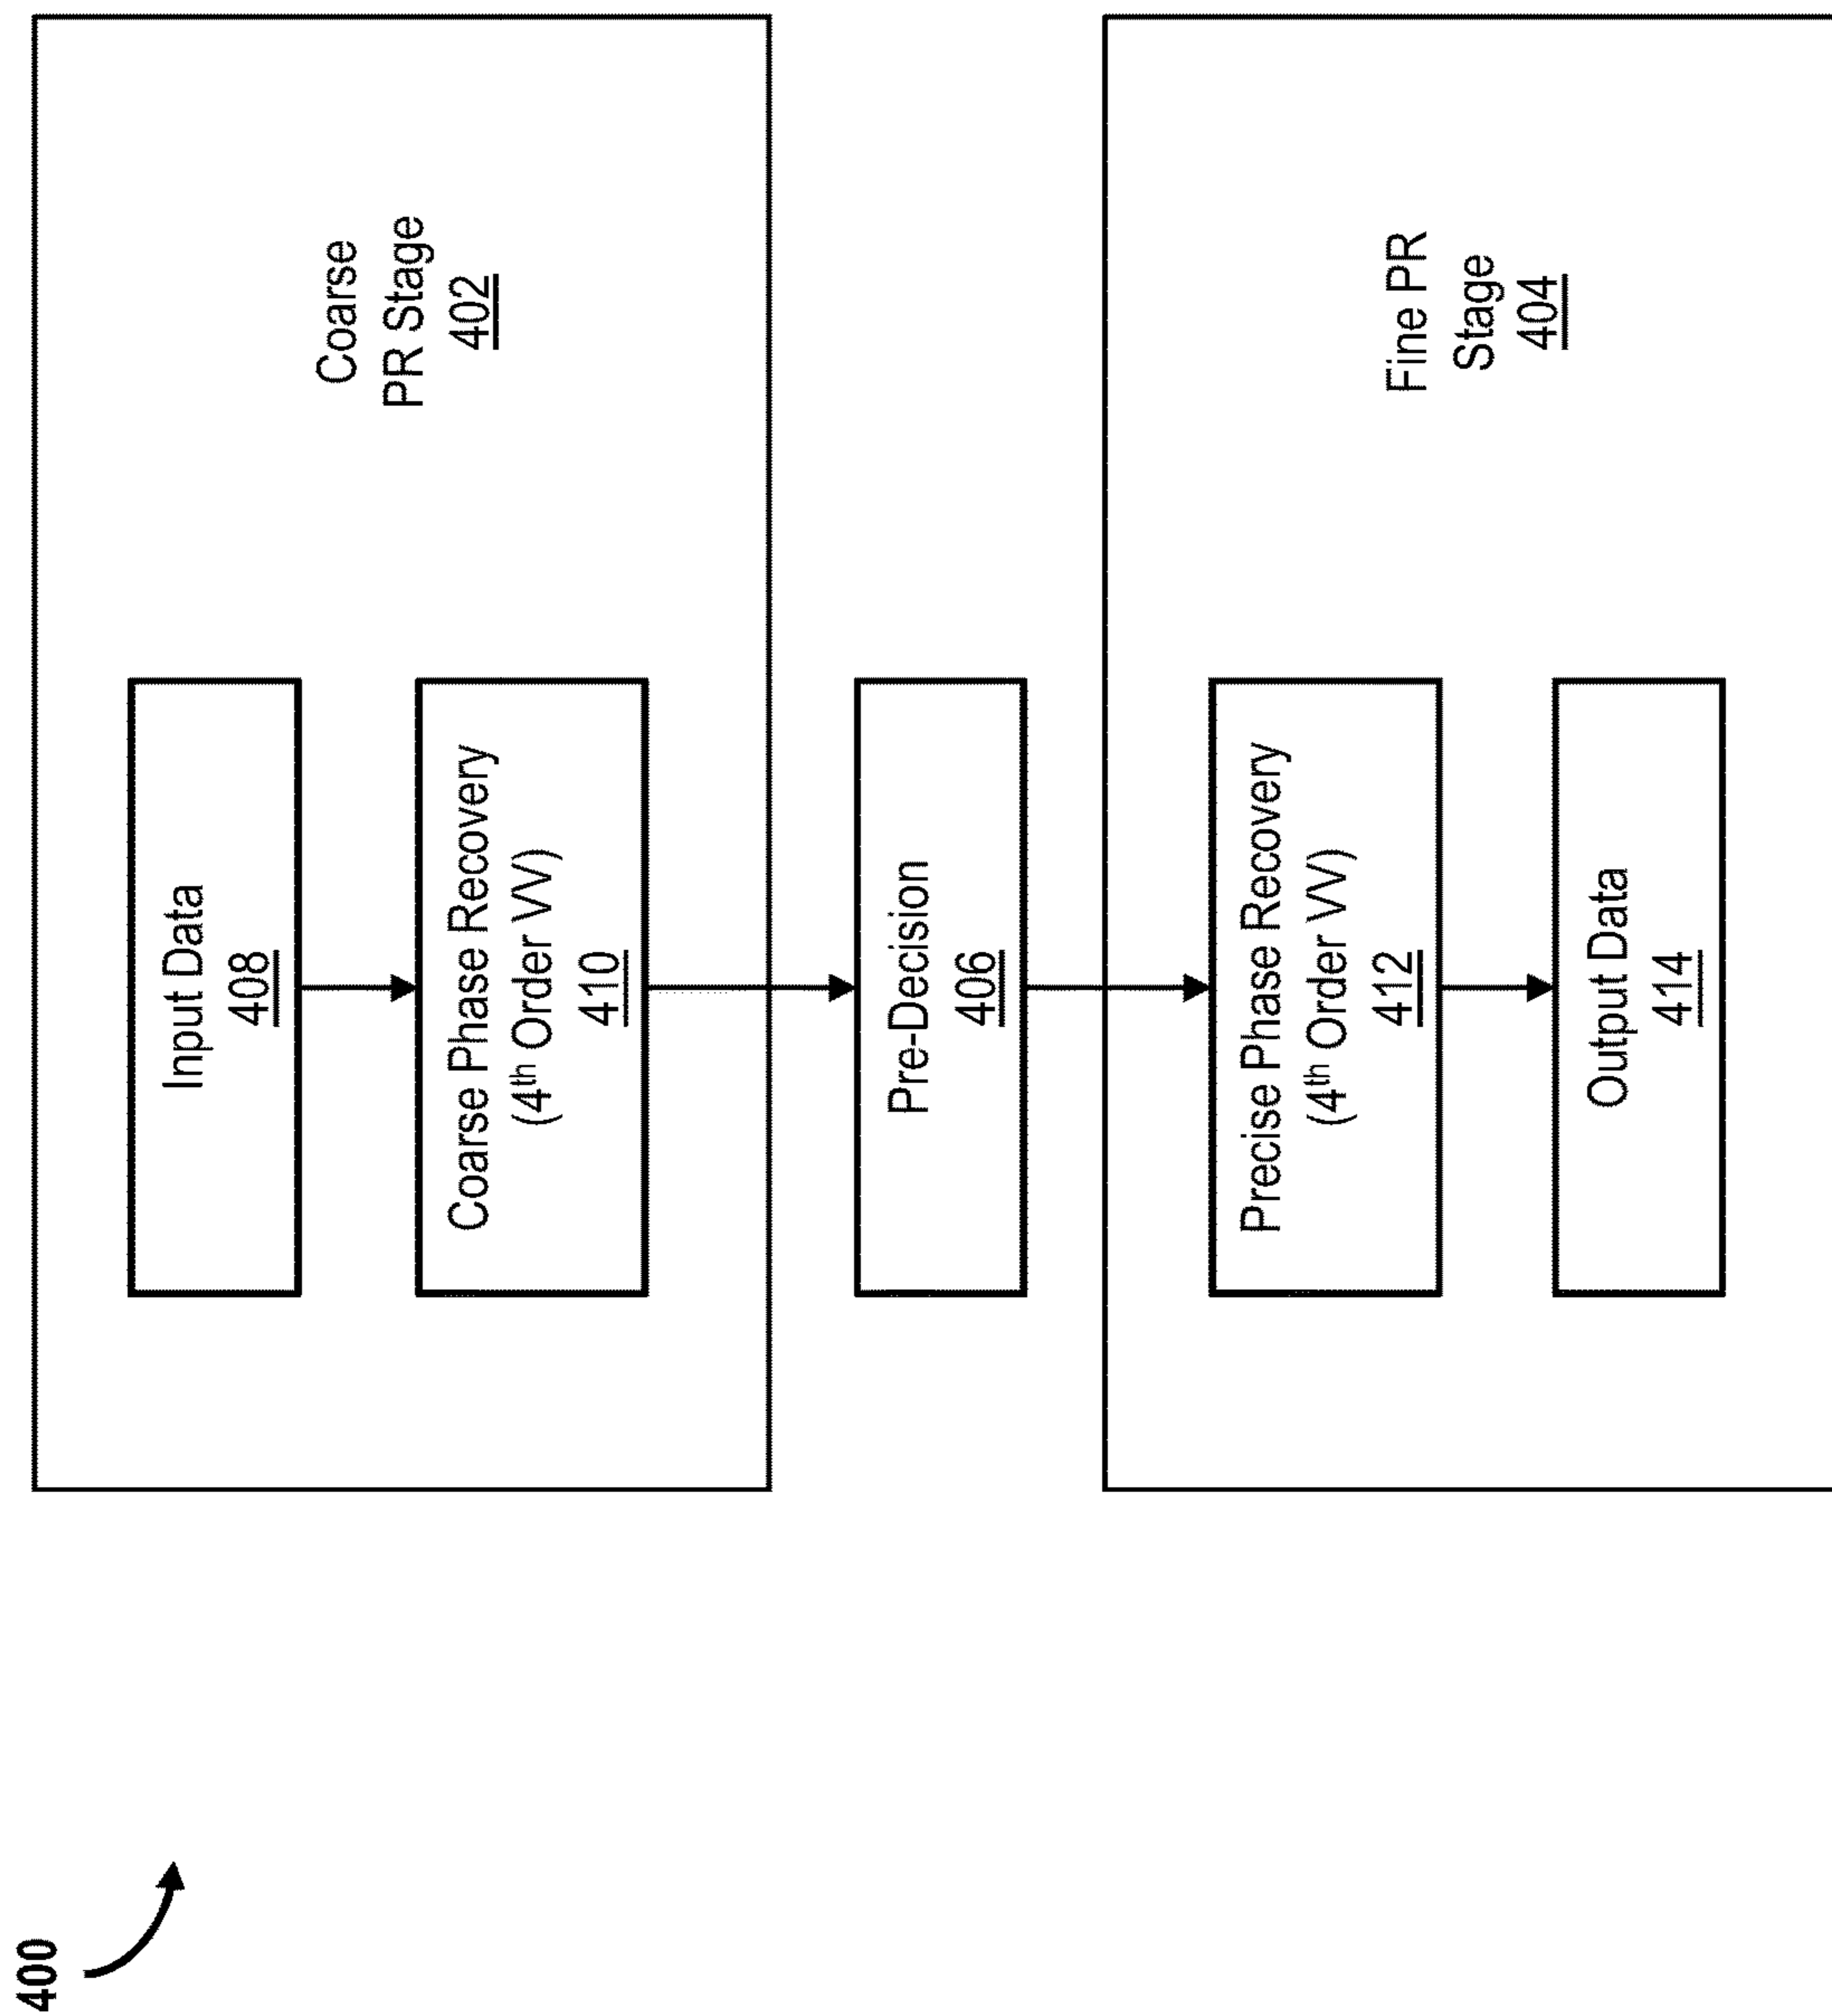 400
Input Data
408
Coarse Phase Recovery
(4th Order VV)
410
Coarse
PR Stage
402
Pre-Decision
406
Precise Phase Recovery
(4th Order VV)
412
Output Data
414
Fine PR
Stage
404